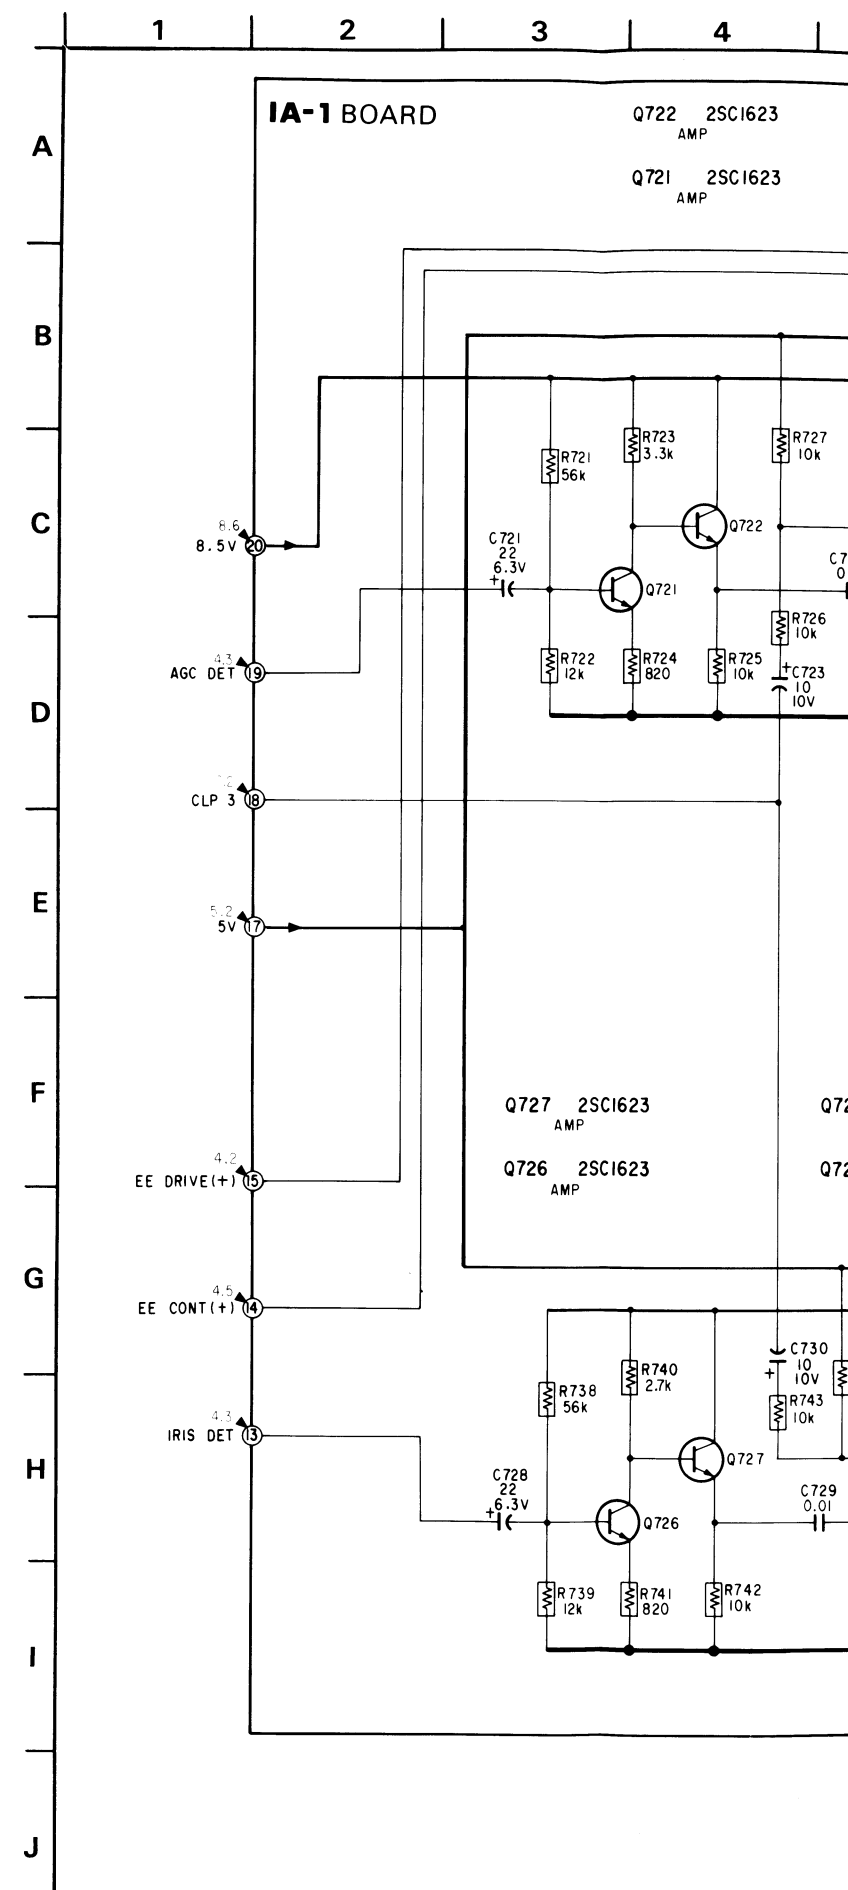 1 2 3 4
IA-1 BOARD
Q722 2SC1623
AMP
Q721 2SC1623
AMP
A
B
R721
56k
R723
3.3k
R727
10k
C
8.6
8.5V 20
C721
22
6.3V
+
Q722
Q721
C7
0
R726
10k
4.3
AGC DET 19
R722
12k
R724
820
R725
10k
+
C723
10
10V
D
CLP 3 18
E
5.2
5V 17
F
Q727 2SC1623
AMP
Q726 2SC1623
AMP
Q72
Q72
4.2
EE DRIVE(+) 15
G
4.5
EE CONT(+) 14
C730
10
10V
+
R740
2.7k
R738
56k
R743
10k
4.3
IRIS DET 13
H
Q727
C728
22
6.3V
+
C729
0.01
Q726
R739
12k
R741
820
R742
10k
I
J